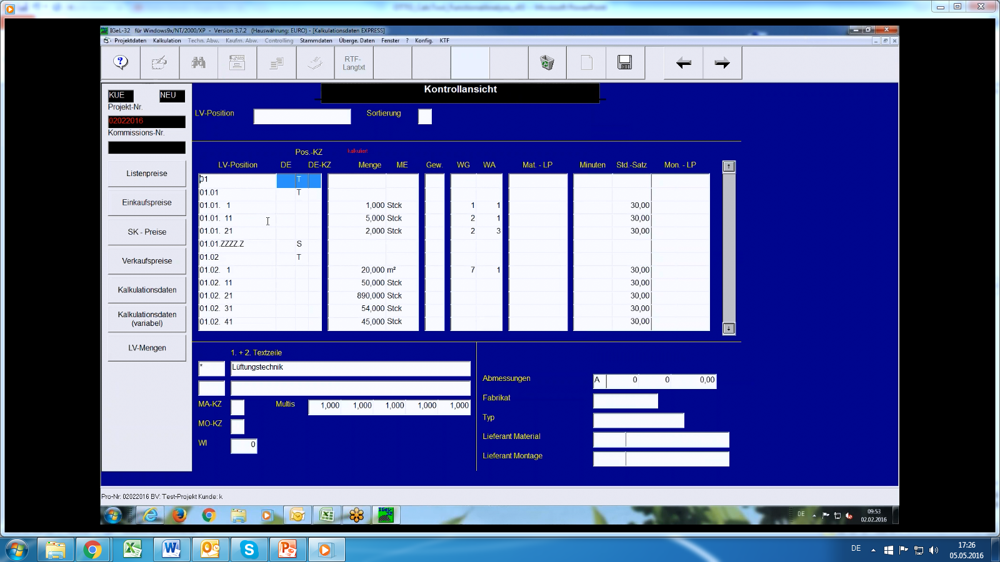 IGeL-32 für Windows9x/NT/2000/XP - Version 3.7.2 (Hauswährung: EURO) - [Kalkulationsdaten EXPRESS]
Projektdaten Kalkulation Techn. Abw. Kaufm. Abw. Controlling Stammdaten Überge. Daten Fenster ? Konfig. KTF
RTF-
Langtxt
Kontrollansicht
KUE NEU
Projekt-Nr.
02022016
Kommissions-Nr.
Listenpreise
Einkaufspreise
SK - Preise
Verkaufspreise
Kalkulationsdaten
Kalkulationsdaten
(variabel)
LV-Mengen
LV-Position Sortierung
Pos.-KZ kalkuliert
LV-Position DE DE-KZ Menge ME Gew. WG WA Mat. - LP Minuten Std.-Satz Mon. - LP
01 T
01.01 T
01.01. 1 1,000 Stck 1 1 30,00
01.01. 11 5,000 Stck 2 1 30,00
01.01. 21 2,000 Stck 2 3 30,00
01.01.ZZZZ.Z S
01.02 T
01.02. 1 20,000 m² 7 1 30,00
01.02. 11 50,000 Stck 30,00
01.02. 21 890,000 Stck 30,00
01.02. 31 54,000 Stck 30,00
01.02. 41 45,000 Stck 30,00
1. + 2. Textzeile
* Lüftungstechnik
MA-KZ Multis 1,000 1,000 1,000 1,000 1,000
MO-KZ
WI 0
Abmessungen A 0 0 0,00
Fabrikat
Typ
Lieferant Material
Lieferant Montage
Pro-Nr: 02022016 BV: Test-Projekt Kunde: k
IGeL-32
DE 09:53
02.02.2016
DE 17:26
05.05.2016